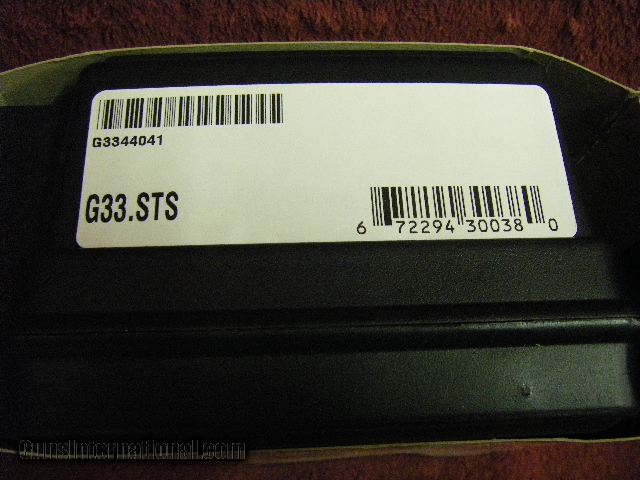 G3344041
G33.STS
6 72294 30038 0
GunsInternational.com